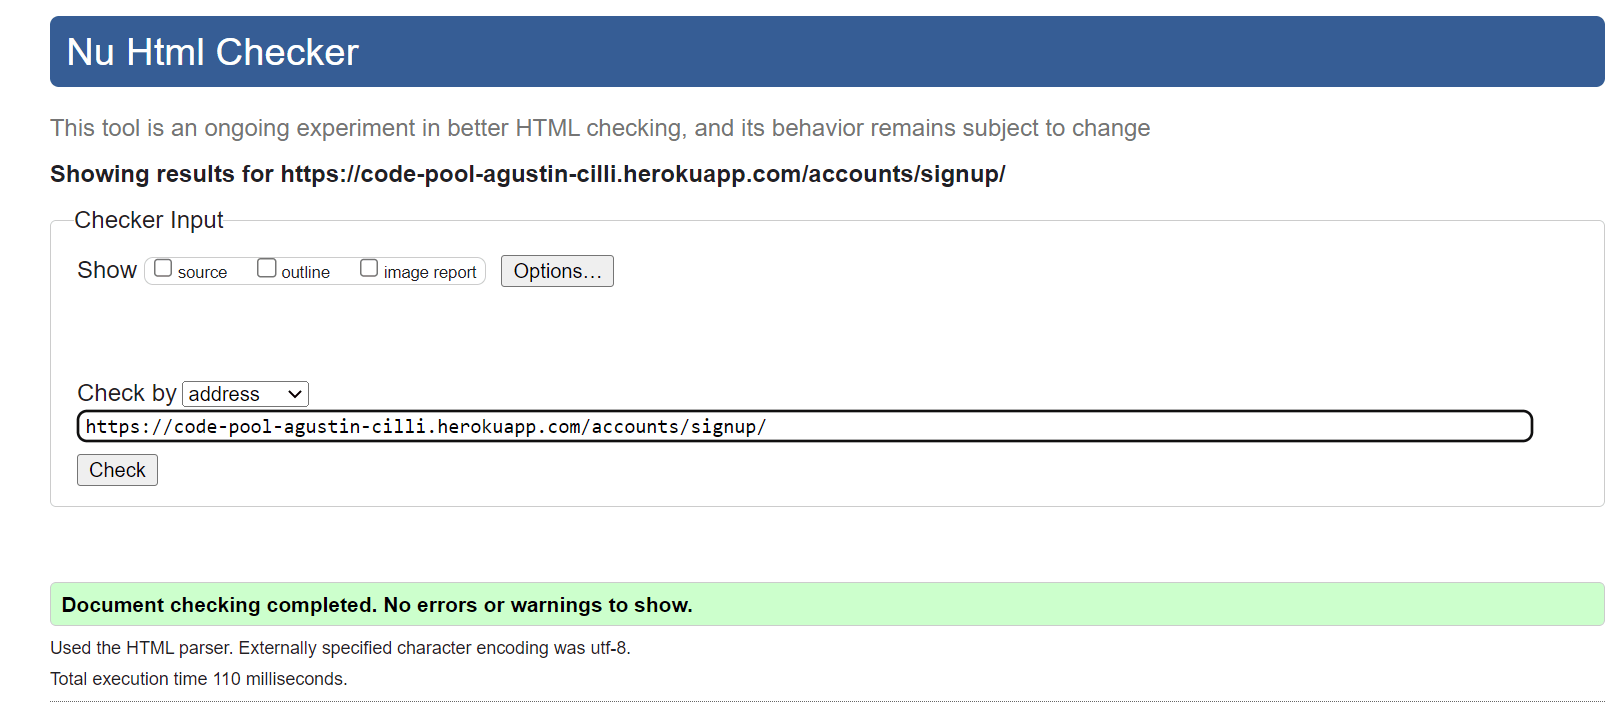 Nu Html Checker
This tool is an ongoing experiment in better HTML checking, and its behavior remains subject to change
Showing results for https://code-pool-agustin-cilli.herokuapp.com/accounts/signup/
Checker Input
Show source outline image report Options...
Check by address
https://code-pool-agustin-cilli.herokuapp.com/accounts/signup/
Check
Document checking completed. No errors or warnings to show.
Used the HTML parser. Externally specified character encoding was utf-8.
Total execution time 110 milliseconds.